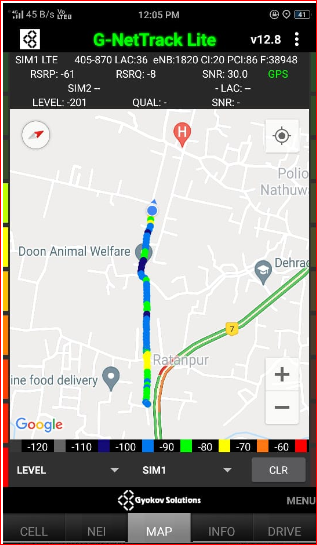 45 B/s Vo LTE
12:05 PM
41
G-NetTrack Lite v12.8
SIM1 LTE 405-870 LAC:36 eNB:1820 CI:20 PCI:86 F:38948
RSRP: -61 RSRQ: -8 SNR: 30.0 GPS
SIM2 -- - LAC: --
LEVEL: -201 QUAL: - SNR: -
H
Polio
Nathuwa
Doon Animal Welfare
Dehrad
7
Ratanpur
ine food delivery
+
−
Google
-120 -110 -100 -90 -80 -70 -60
LEVEL SIM1 CLR
Gyokov Solutions MENU
CELL NEI MAP INFO DRIVE